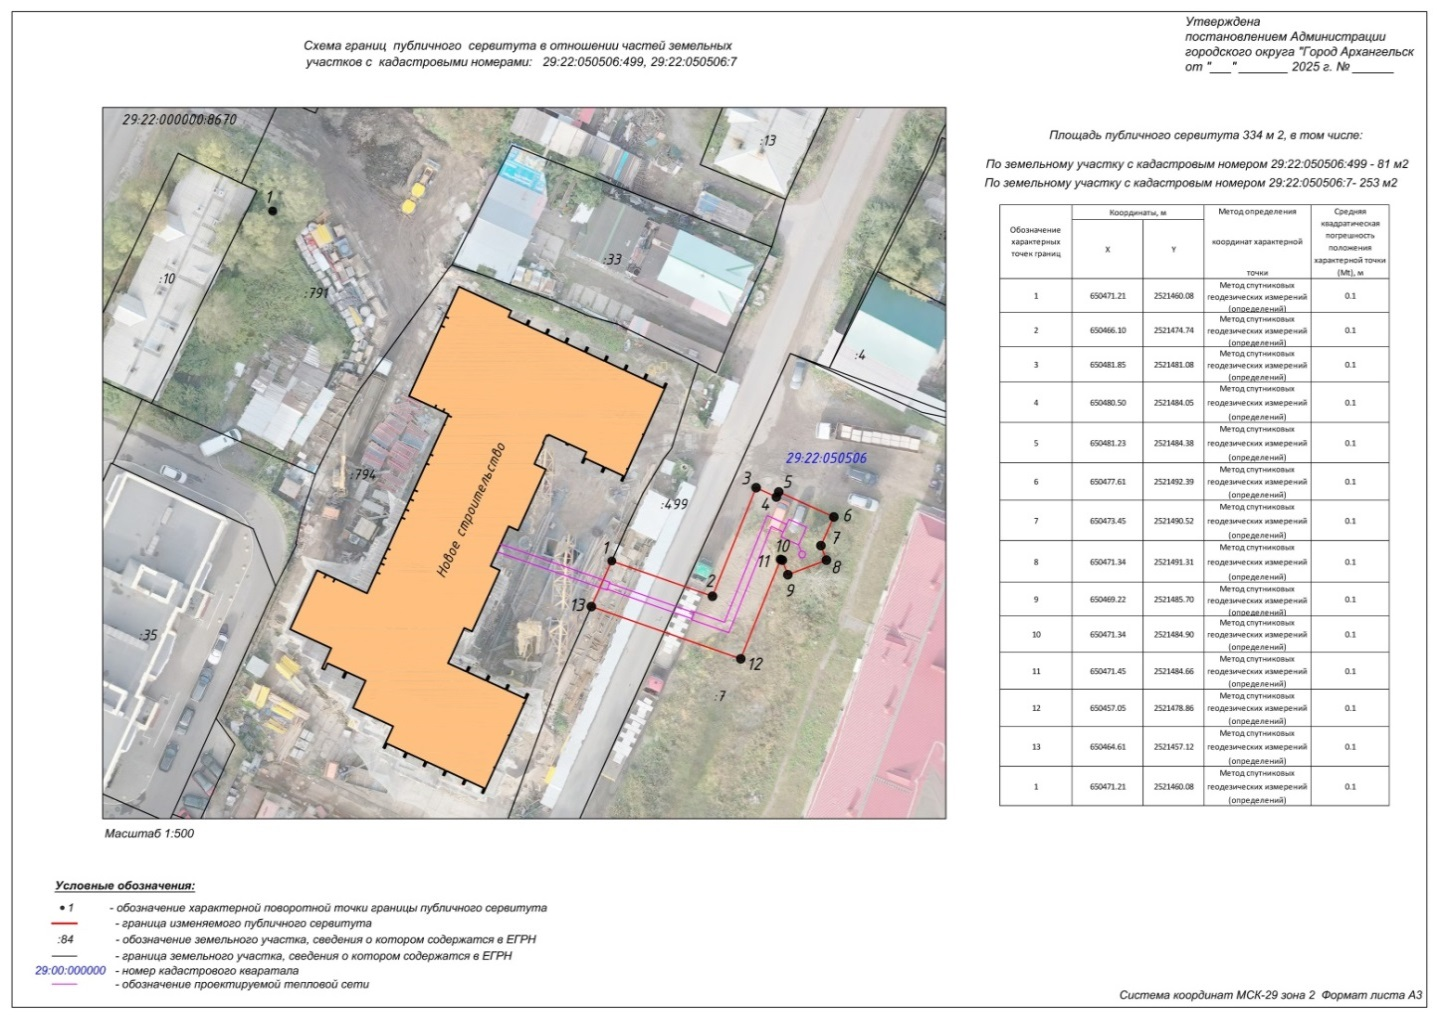 Утверждена
постановлением Администрации
городского округа "Город Архангельск
от "___" _______ 2025 г. № ______
Схема границ публичного сервитута в отношении частей земельных
участков с кадастровыми номерами: 29:22:050506:499, 29:22:050506:7
29:22:000000:8670
1
:10
:791
:33
:13
:4
:794
Новое строительство
:499
29:22:050506
:35
:7
3
5
4
6
7
8
10
11
9
1
2
13
12
Масштаб 1:500
Площадь публичного сервитута 334 м 2, в том числе:
По земельному участку с кадастровым номером 29:22:050506:499 - 81 м2
По земельному участку с кадастровым номером 29:22:050506:7- 253 м2
Обозначение характерных точек границ | Координаты, м | Метод определения координат характерной точки | Средняя квадратическая погрешность положения характерной точки (Mt), м
X | Y
1 | 650471.21 | 2521460.08 | Метод спутниковых геодезических измерений (определений) | 0.1
2 | 650466.10 | 2521474.74 | Метод спутниковых геодезических измерений (определений) | 0.1
3 | 650481.85 | 2521481.08 | Метод спутниковых геодезических измерений (определений) | 0.1
4 | 650480.50 | 2521484.05 | Метод спутниковых геодезических измерений (определений) | 0.1
5 | 650481.23 | 2521484.38 | Метод спутниковых геодезических измерений (определений) | 0.1
6 | 650477.61 | 2521492.39 | Метод спутниковых геодезических измерений (определений) | 0.1
7 | 650473.45 | 2521490.52 | Метод спутниковых геодезических измерений (определений) | 0.1
8 | 650471.34 | 2521491.31 | Метод спутниковых геодезических измерений (определений) | 0.1
9 | 650469.22 | 2521485.70 | Метод спутниковых геодезических измерений (определений) | 0.1
10 | 650471.34 | 2521484.90 | Метод спутниковых геодезических измерений (определений) | 0.1
11 | 650471.45 | 2521484.66 | Метод спутниковых геодезических измерений (определений) | 0.1
12 | 650457.05 | 2521478.86 | Метод спутниковых геодезических измерений (определений) | 0.1
13 | 650464.61 | 2521457.12 | Метод спутниковых геодезических измерений (определений) | 0.1
1 | 650471.21 | 2521460.08 | Метод спутниковых геодезических измерений (определений) | 0.1
Условные обозначения:
• 1 - обозначение характерной поворотной точки границы публичного сервитута
- граница изменяемого публичного сервитута
:84 - обозначение земельного участка, сведения о котором содержатся в ЕГРН
- граница земельного участка, сведения о котором содержатся в ЕГРН
29:00:000000 - номер кадастрового кваратала
- обозначение проектируемой тепловой сети
Система координат МСК-29 зона 2 Формат листа А3